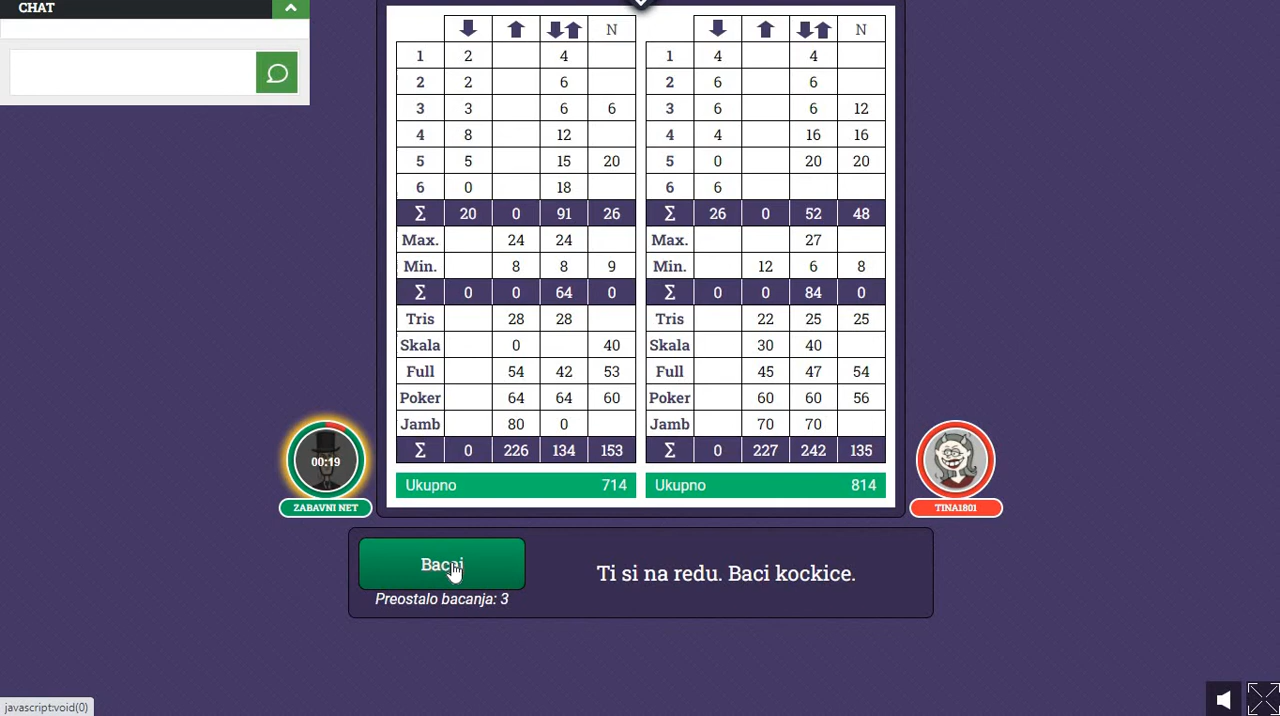 CHAT
N
1 2 4
2 2 6
3 3 6 6
4 8 12
5 5 15 20
6 0 18
Σ 20 0 91 26
Max. 24 24
Min. 8 8 9
Σ 0 0 64 0
Tris 28 28
Skala 0 40
Full 54 42 53
Poker 64 64 60
Jamb 80 0
Σ 0 226 134 153
Ukupno 714
N
1 4 4
2 6 6
3 6 6 12
4 4 16 16
5 0 20 20
6 6
Σ 26 0 52 48
Max. 27
Min. 12 6 8
Σ 0 0 84 0
Tris 22 25 25
Skala 30 40
Full 45 47 54
Poker 60 60 56
Jamb 70 70
Σ 0 227 242 135
Ukupno 814
00:19
ZABAVNI NET
TINA1801
Baci
Preostalo bacanja: 3
Ti si na redu. Baci kockice.
javascript:void(0)